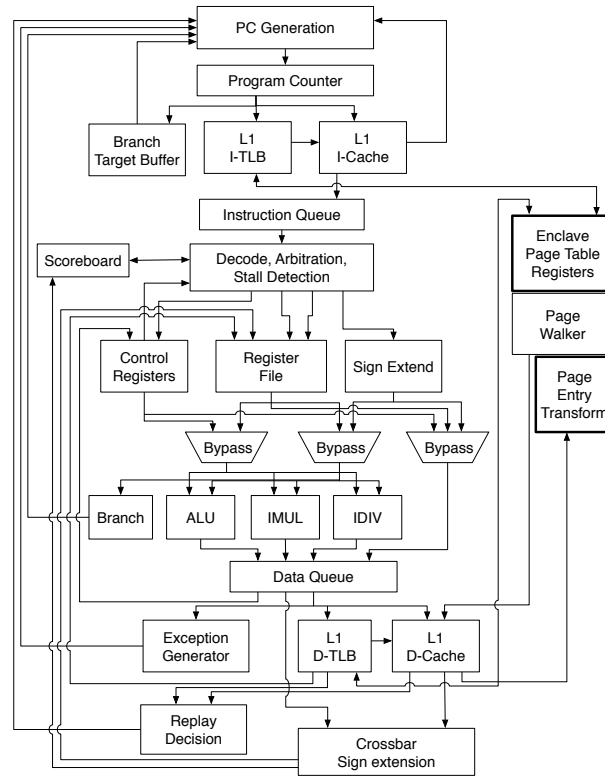 PC Generation
Program Counter
Branch
Target Buffer
L1
I-TLB
L1
I-Cache
Instruction Queue
Enclave
Page Table
Registers
Scoreboard
Decode, Arbitration,
Stall Detection
Page
Walker
Control
Registers
Register
File
Sign Extend
Page
Entry
Transform
Bypass
Bypass
Bypass
Branch
ALU
IMUL
IDIV
Data Queue
Exception
Generator
L1
D-TLB
L1
D-Cache
Replay
Decision
Crossbar
Sign extension